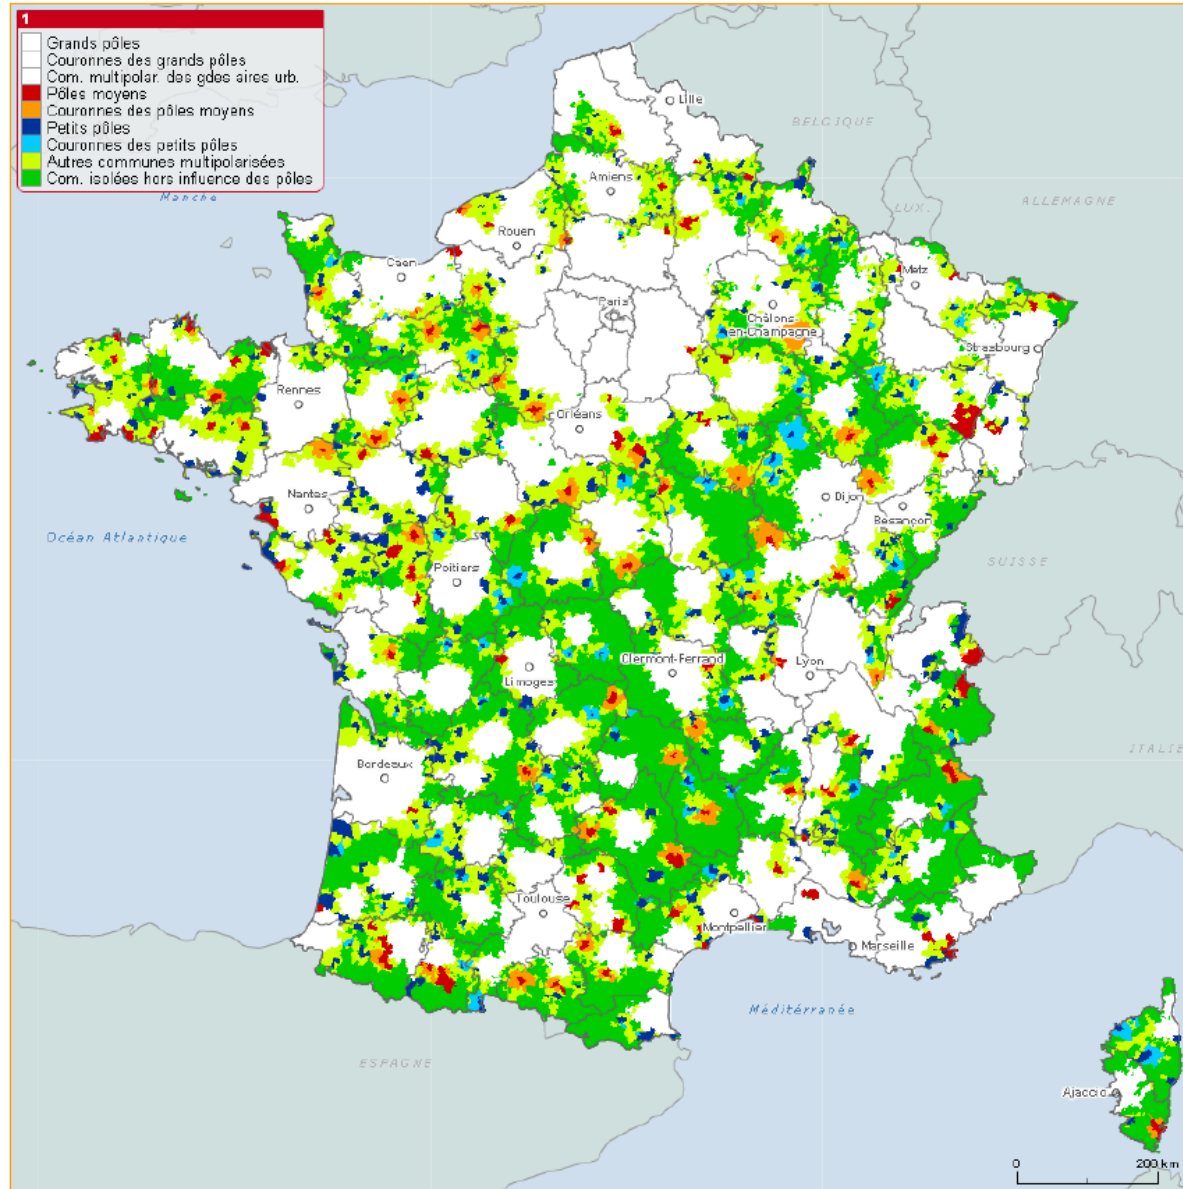 1
Grands pôles
Couronnes des grands pôles
Com. multipolar. des gdes aires urb.
Pôles moyens
Couronnes des pôles moyens
Petits pôles
Couronnes des petits pôles
Autres communes multipolarisées
Com. isolées hors influence des pôles
Lille
BELGIQUE
Amiens
Manche
LUX.
ALLEMAGNE
Rouen
Caen
Metz
Paris
Châlons
en-Champagne
Strasbourg
Rennes
Orléans
Nantes
Dijon
Besançon
Océan Atlantique
SUISSE
Poitiers
Clermont-Ferrand
Lyon
Limoges
ITALIE
Bordeaux
Toulouse
Montpellier
Marseille
Méditérranée
ESPAGNE
Ajaccio
0
200 km